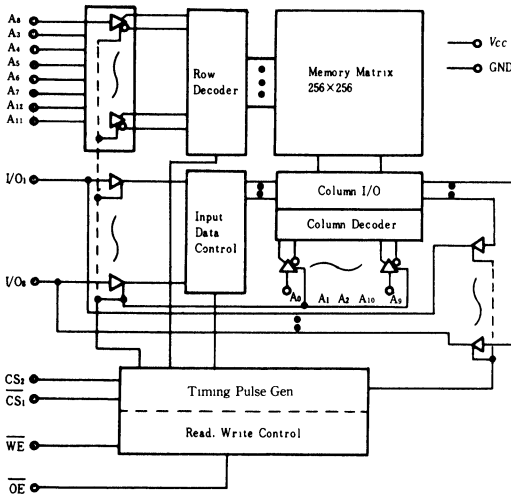 A8
A3
A4
A5
A6
A7
A12
A11
Row
Decoder
Memory Matrix
256×256
Vcc
GND
I/O1
I/O8
Input
Data
Control
Column I/O
Column Decoder
A0 A1 A2 A10 A9
CS2
CS1
WE
OE
Timing Pulse Gen
Read. Write Control